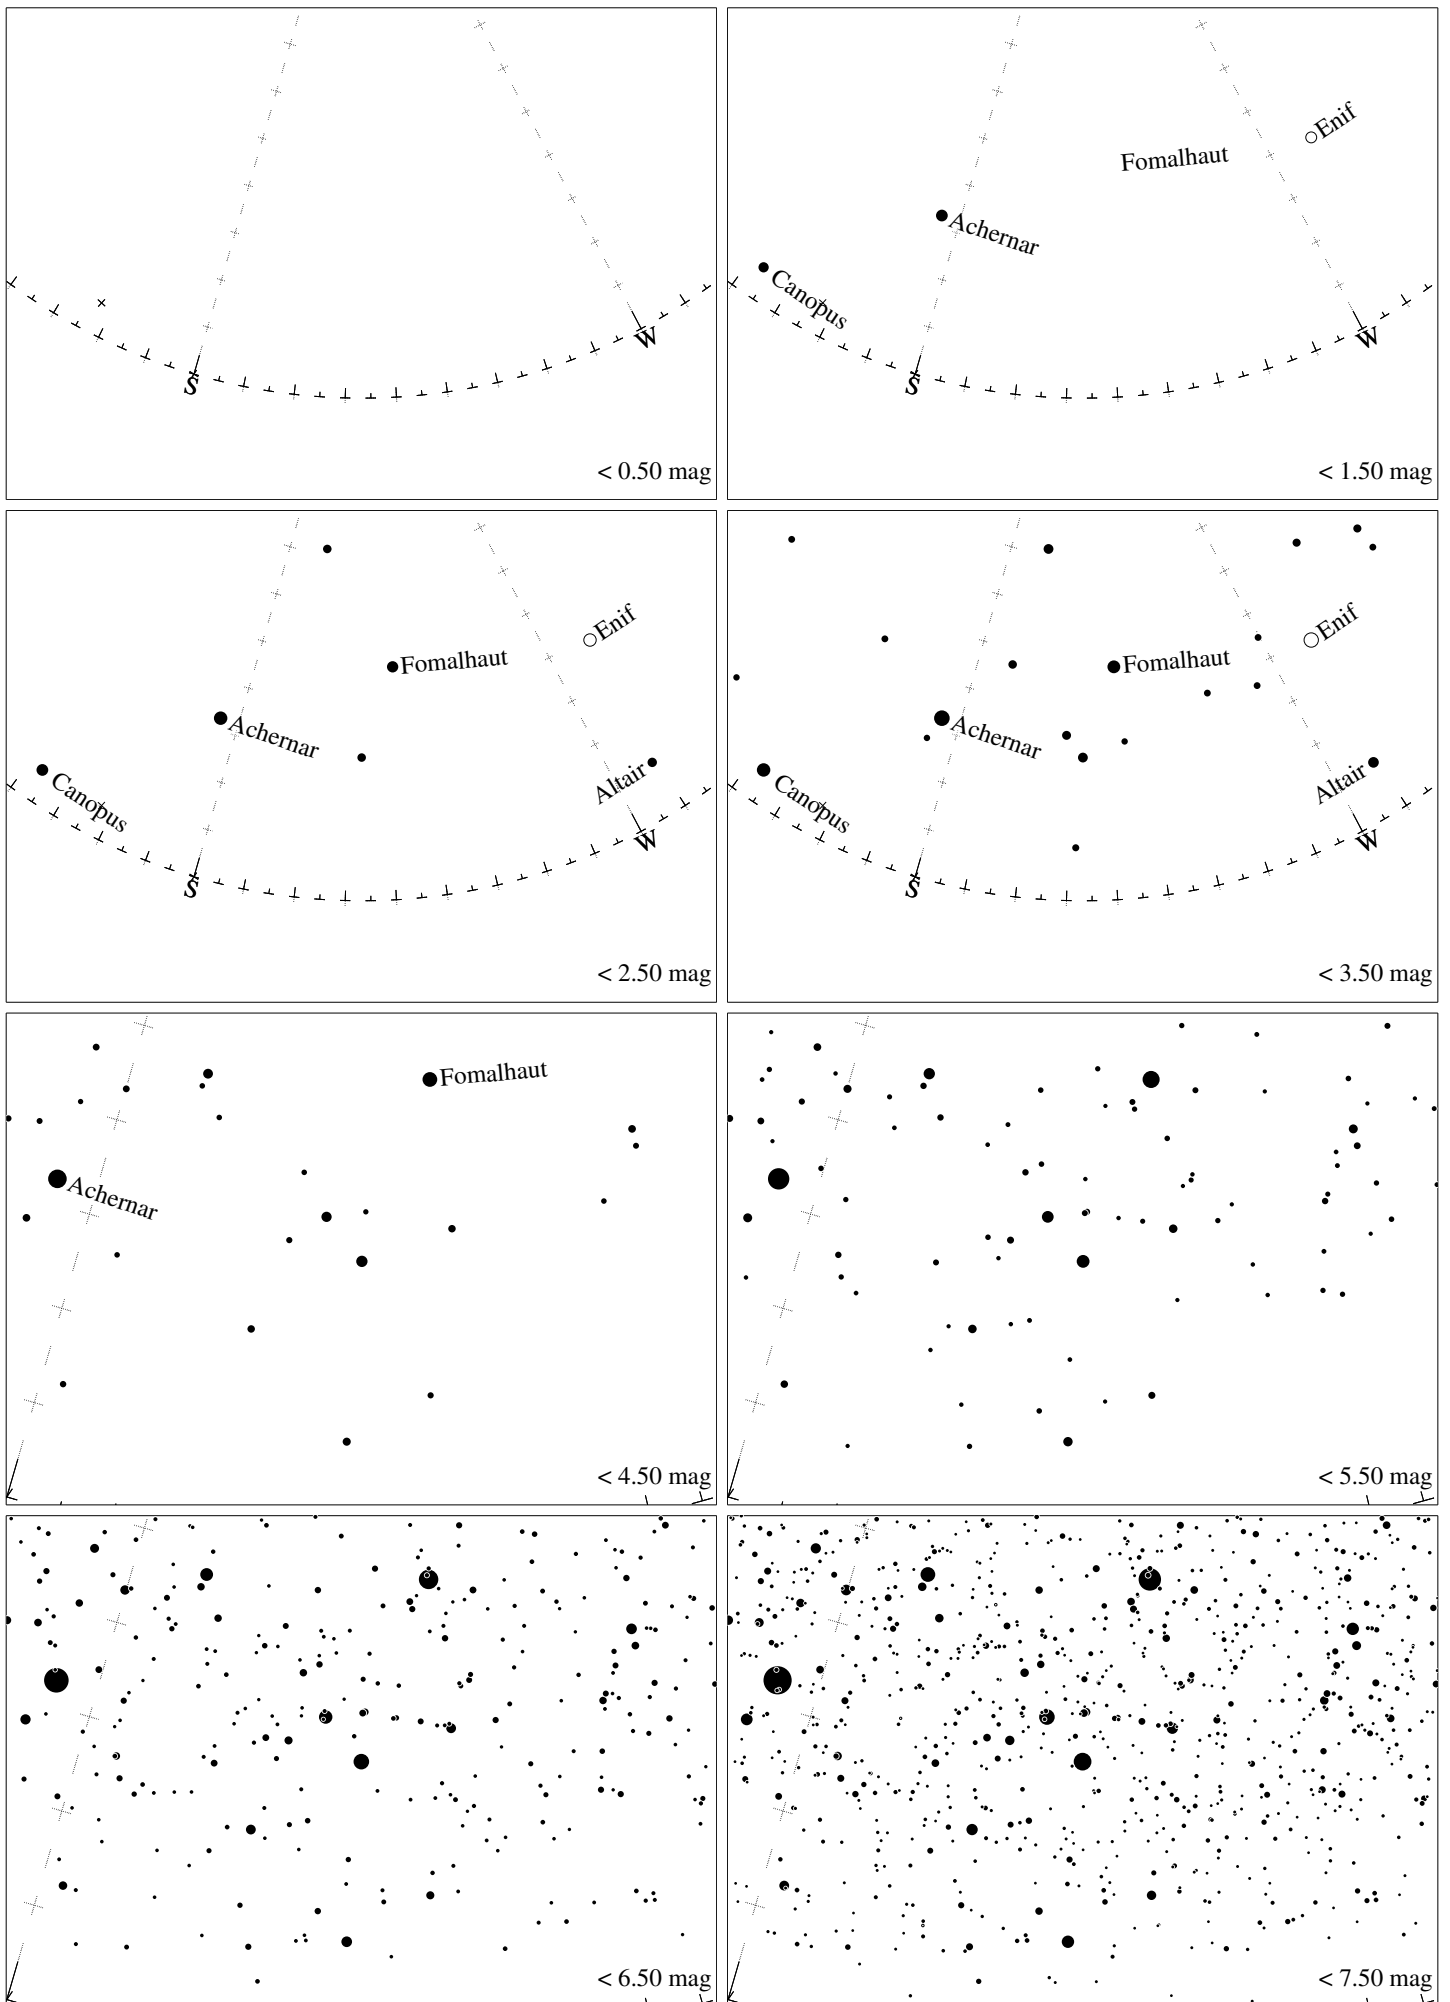 S
W
< 0.50 mag
Enif
Fomalhaut
Achernar
Canopus
S
W
< 1.50 mag
Enif
Fomalhaut
Achernar
Canopus
Altair
S
W
< 2.50 mag
Enif
Fomalhaut
Achernar
Canopus
Altair
S
W
< 3.50 mag
Fomalhaut
Achernar
< 4.50 mag
< 5.50 mag
< 6.50 mag
< 7.50 mag